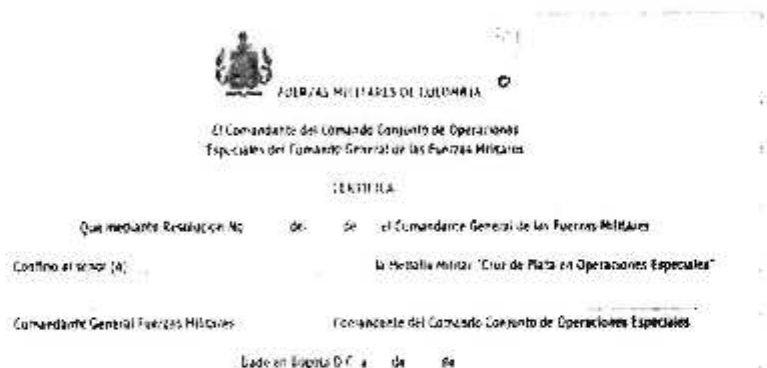 FUERZAS MILITARES DE COLOMBIA
El Comandante del Comando Conjunto de Operaciones
Especiales del Comando General de las Fuerzas Militares
CERTIFICA
Que mediante Resolucion No de de el Comandante General de las Fuerzas Militares
Confirio al señor (A) la Medalla Militar "Cruz de Plata en Operaciones Especiales"
Comandante General Fuerzas Militares Comandante del Comando Conjunto de Operaciones Especiales
Dado en Bogota D.C. a de de